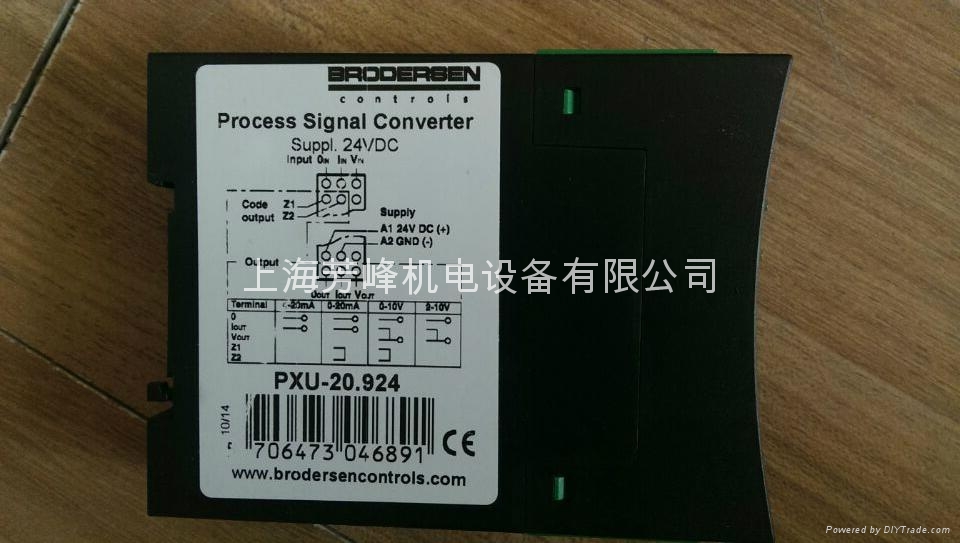 BRODERSEN
controls
Process Signal Converter
Suppl. 24VDC
Input 0IN IIN VIN
Code Z1
output Z2
Supply
A1 24V DC (+)
A2 GND (-)
Output
上海芳峰机电设备有限公司
0OUT IOUT VOUT
Terminal 4-20mA 0-20mA 0-10V 2-10V
0
IOUT
VOUT
Z1
Z2
PXU-20.924
10/14
706473 046891
CE
www.brodersencontrols.com
Powered by DIYTrade.com